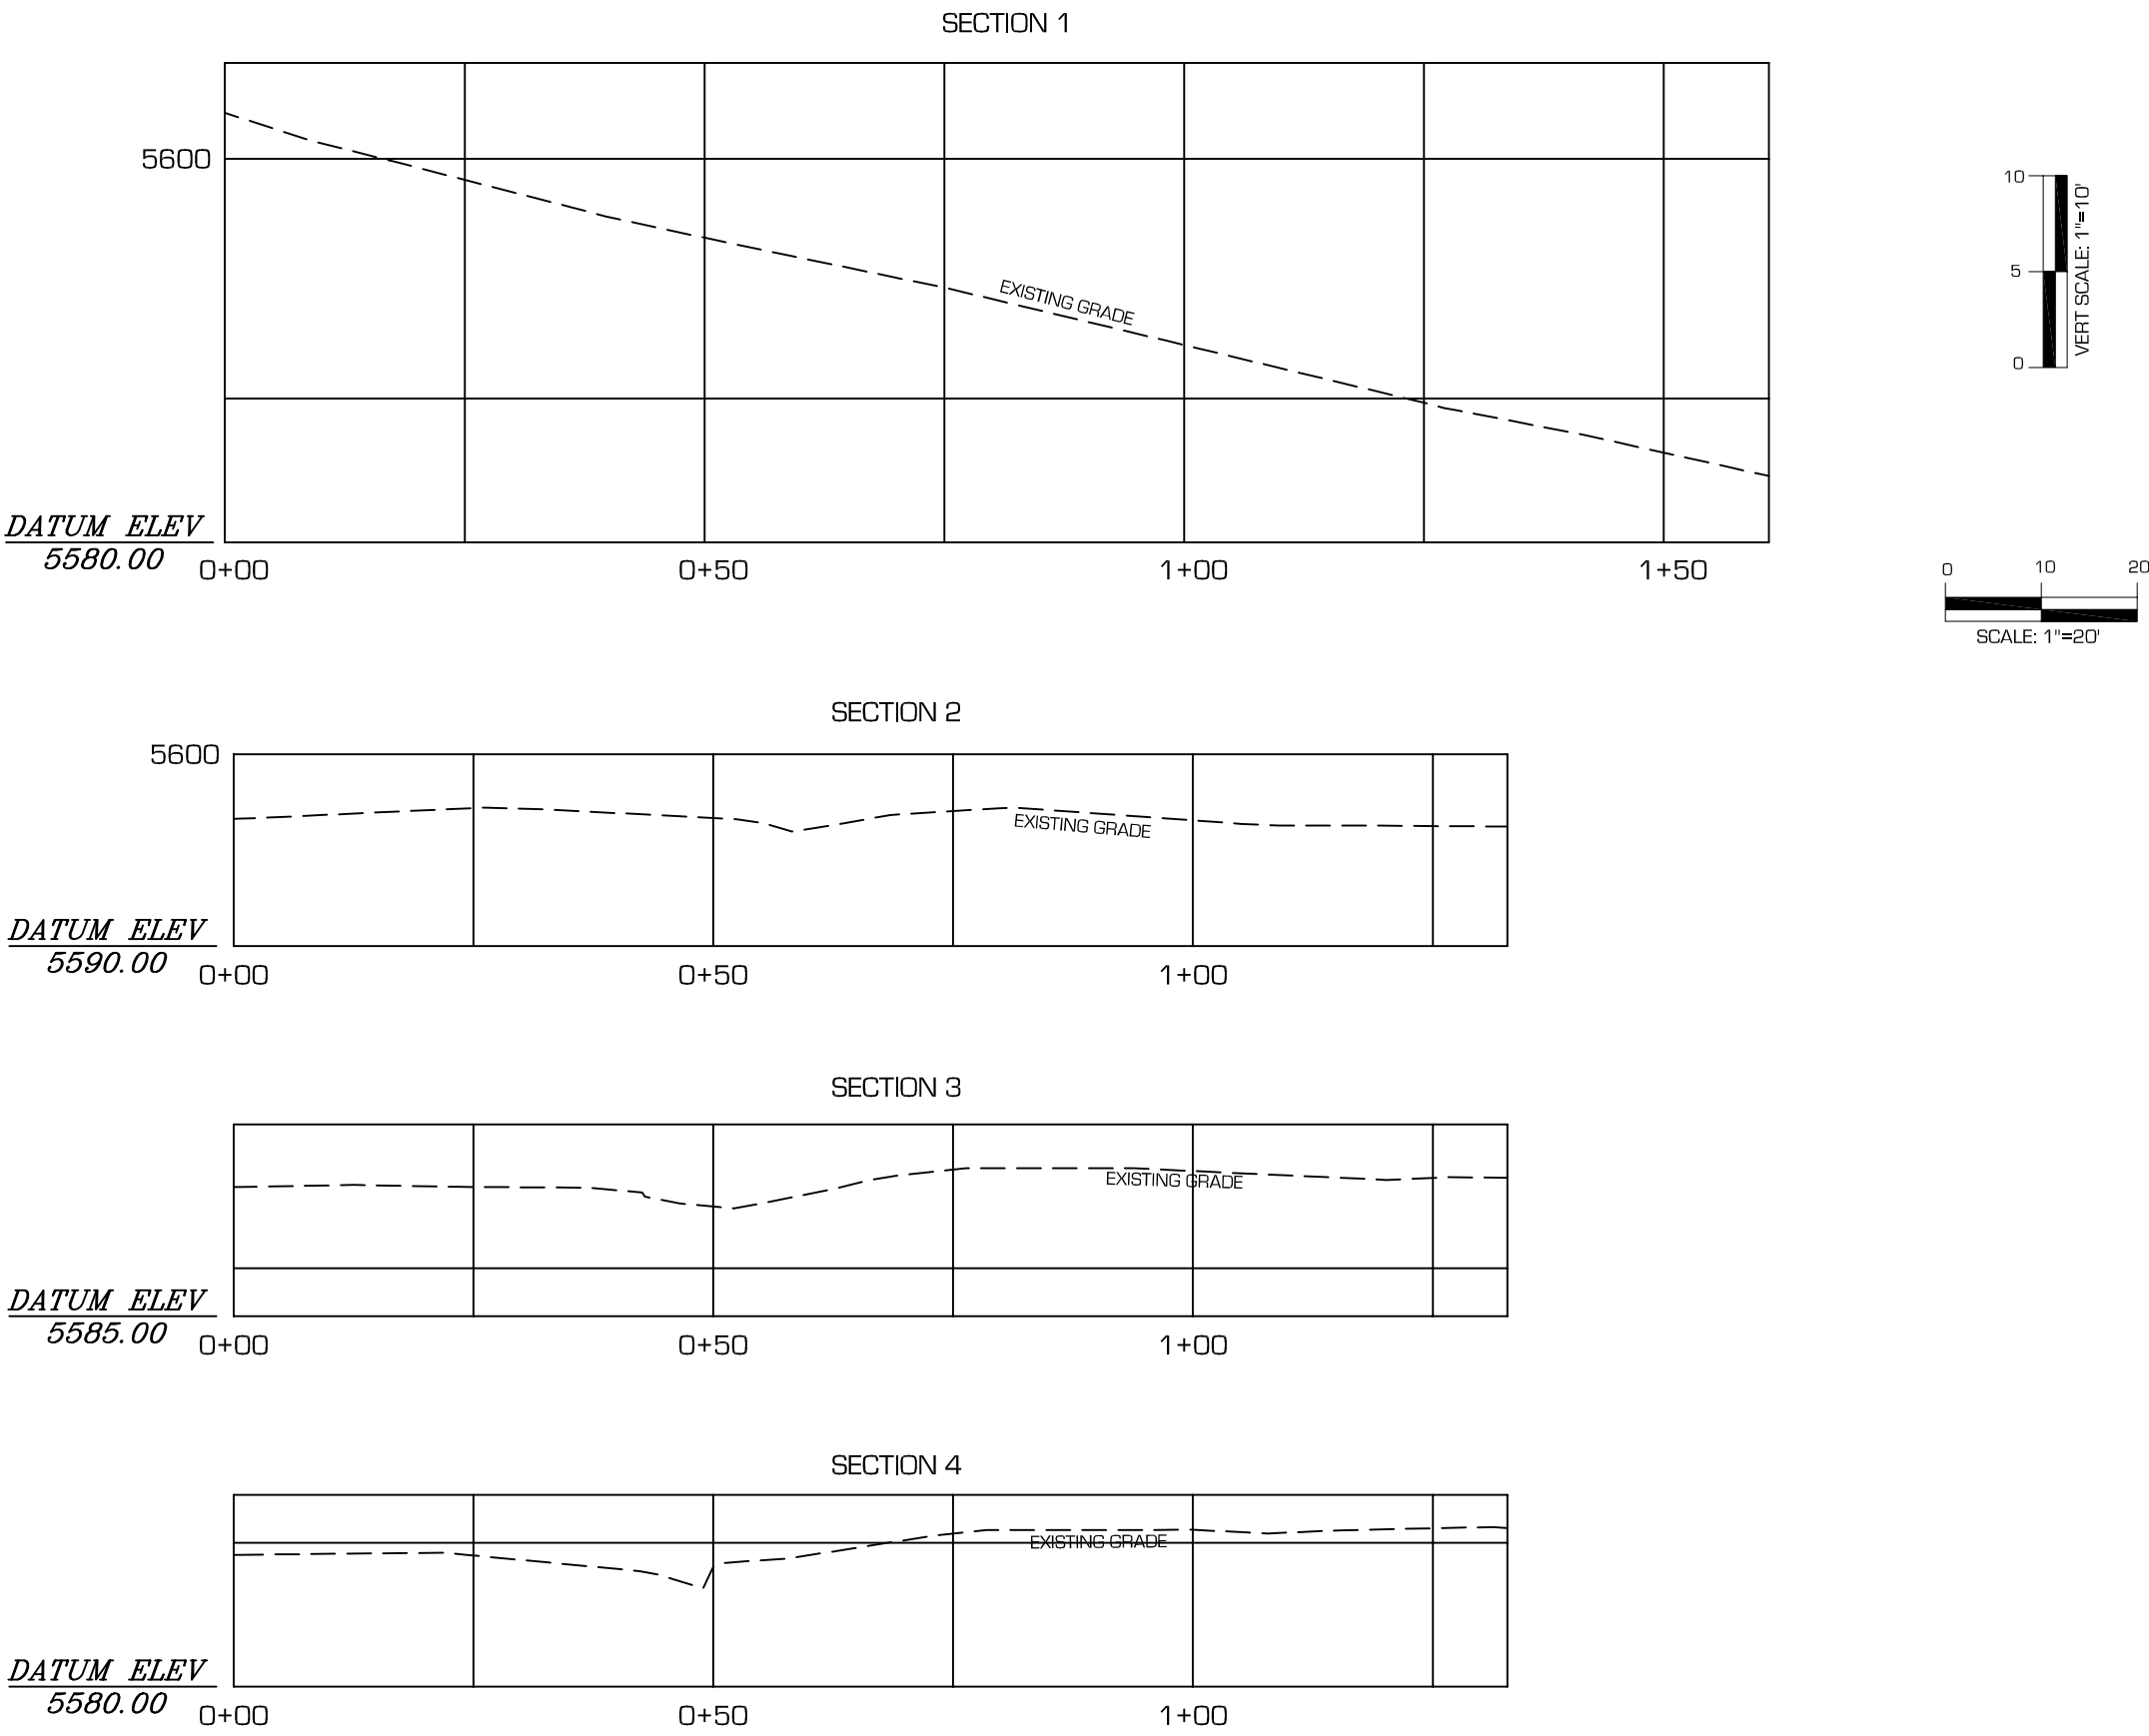 SECTION 1
5600
EXISTING GRADE
DATUM ELEV
5580.00
0+00
0+50
1+00
1+50
10
5
0
VERT SCALE: 1"=10'
0
10
20
SCALE: 1"=20'
SECTION 2
5600
EXISTING GRADE
DATUM ELEV
5590.00
0+00
0+50
1+00
SECTION 3
EXISTING GRADE
DATUM ELEV
5585.00
0+00
0+50
1+00
SECTION 4
EXISTING GRADE
DATUM ELEV
5580.00
0+00
0+50
1+00